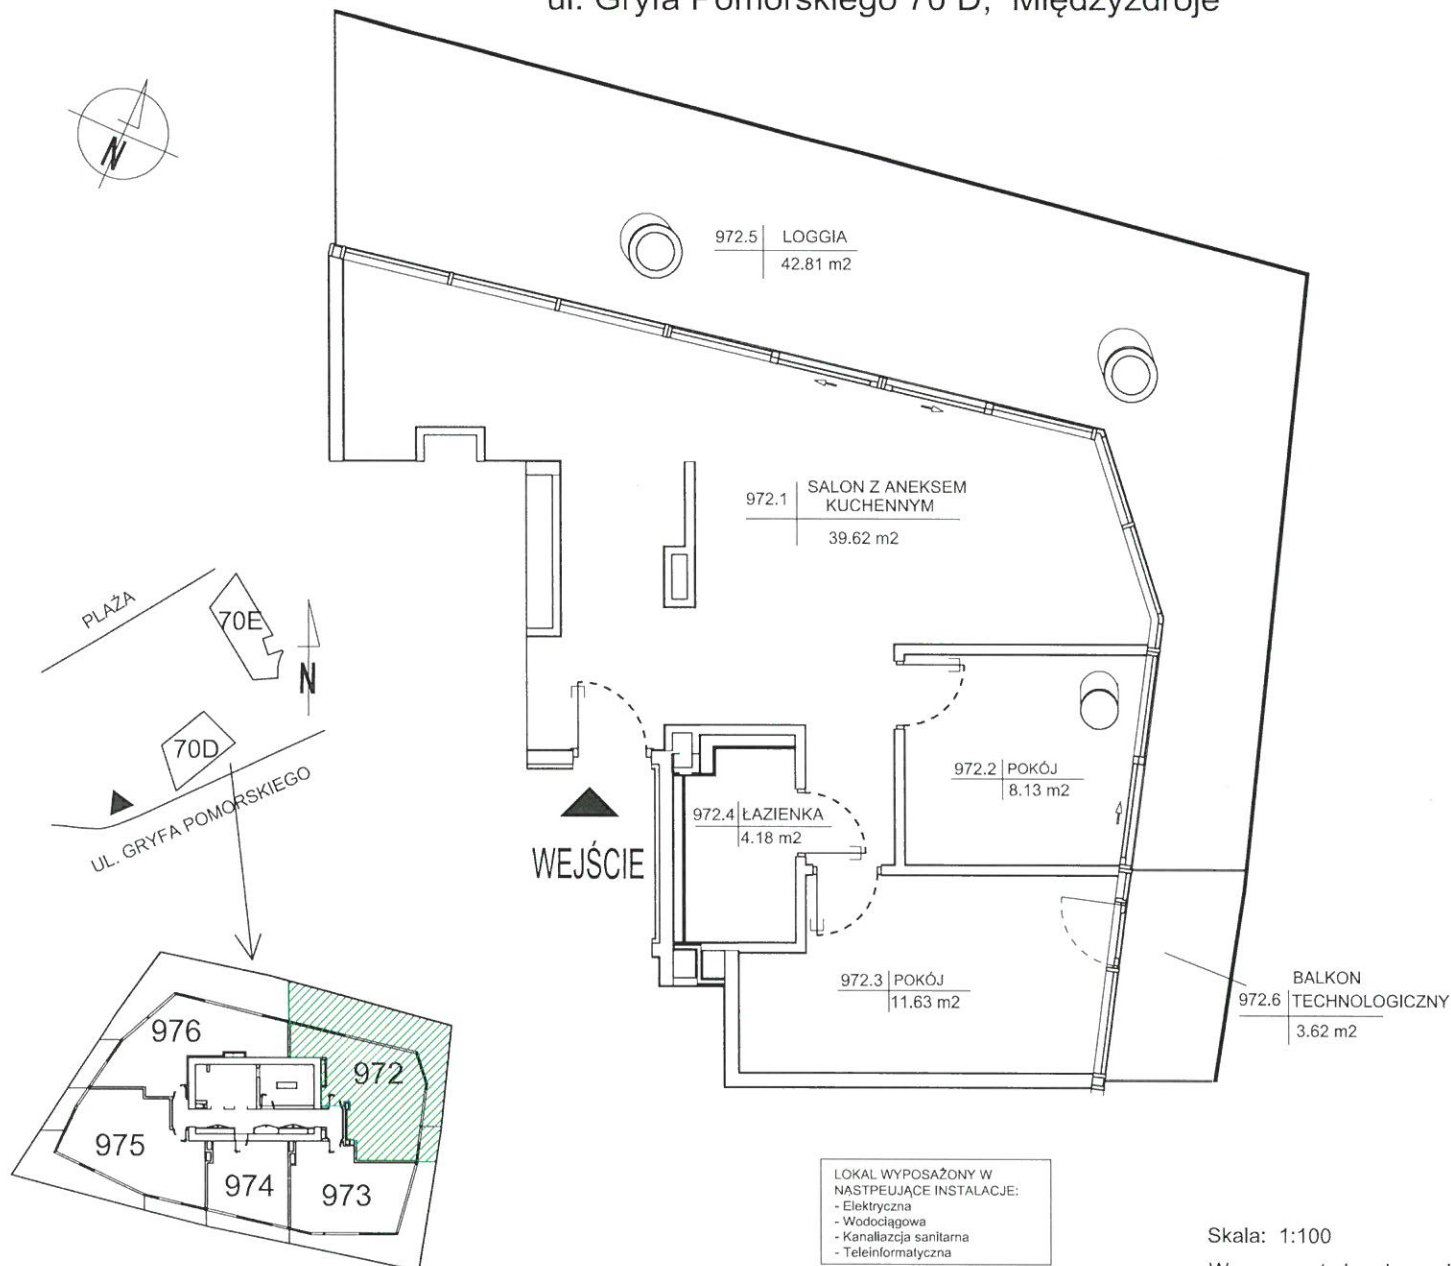 ul. Gryfa Pomorskiego 70 D, Międzyzdroje
N
972.5 LOGGIA
42.81 m2
972.1 SALON Z ANEKSEM
KUCHENNYM
39.62 m2
PLAŻA
70E
N
70D
UL. GRYFA POMORSKIEGO
972.2 POKÓJ
8.13 m2
972.4 ŁAZIENKA
4.18 m2
WEJŚCIE
972.3 POKÓJ
11.63 m2
BALKON
972.6 TECHNOLOGICZNY
3.62 m2
976
972
975
974
973
LOKAL WYPOSAŻONY W
NASTPEUJĄCE INSTALACJE:
- Elektryczna
- Wodociągowa
- Kanaliazcja sanitarna
- Teleinformatyczna
Skala: 1:100